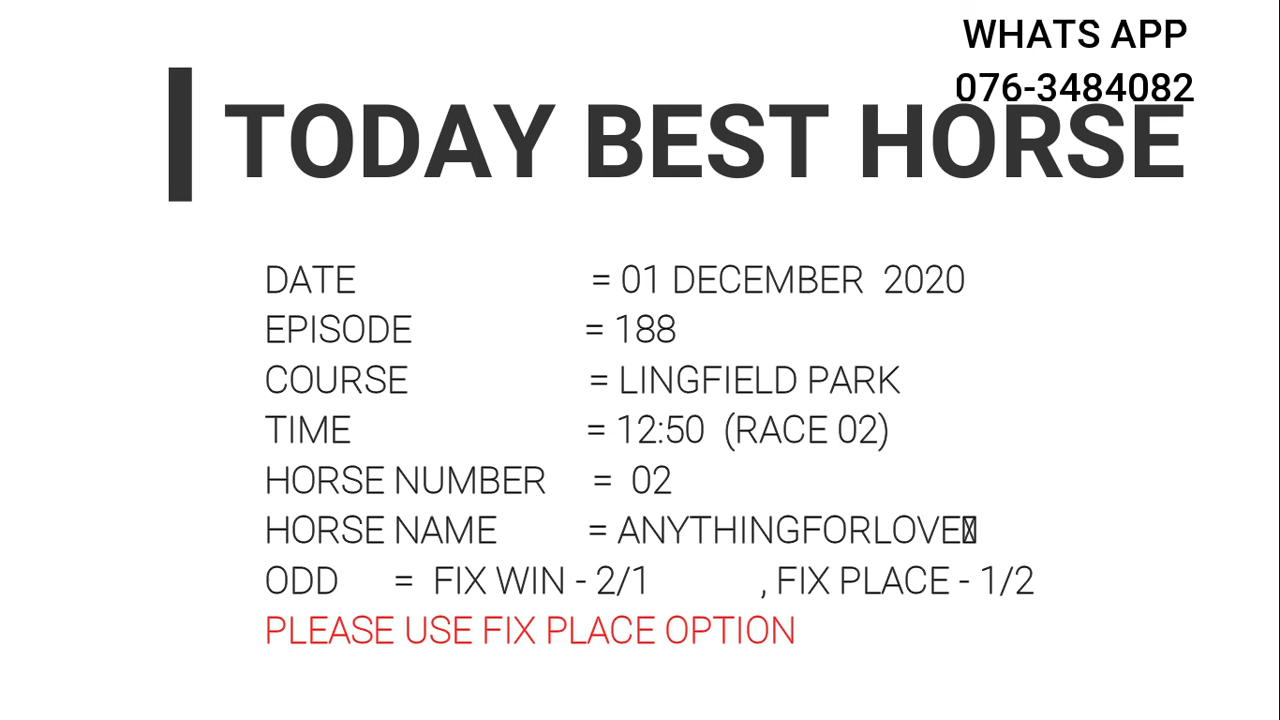 WHATS APP
076-3484082
TODAY BEST HORSE
DATE = 01 DECEMBER 2020
EPISODE = 188
COURSE = LINGFIELD PARK
TIME = 12:50 (RACE 02)
HORSE NUMBER = 02
HORSE NAME = ANYTHINGFORLOVE
ODD = FIX WIN - 2/1 , FIX PLACE - 1/2
PLEASE USE FIX PLACE OPTION